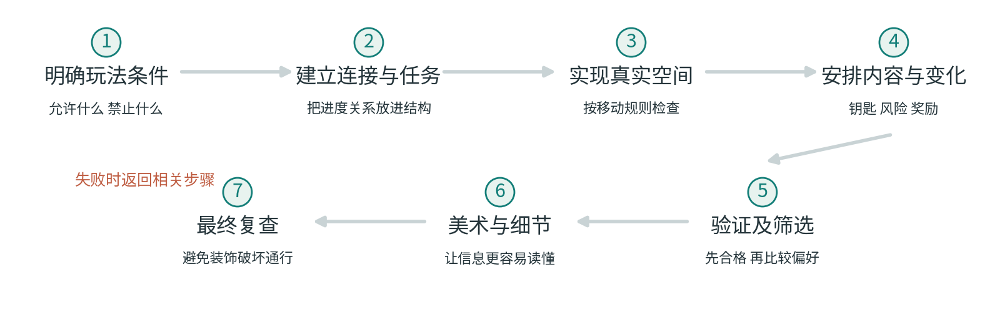 1
明确玩法条件
允许什么 禁止什么
2
建立连接与任务
把进度关系放进结构
3
实现真实空间
按移动规则检查
4
安排内容与变化
钥匙 风险 奖励
5
验证及筛选
先合格 再比较偏好
6
美术与细节
让信息更容易读懂
7
最终复查
避免装饰破坏通行
失败时返回相关步骤